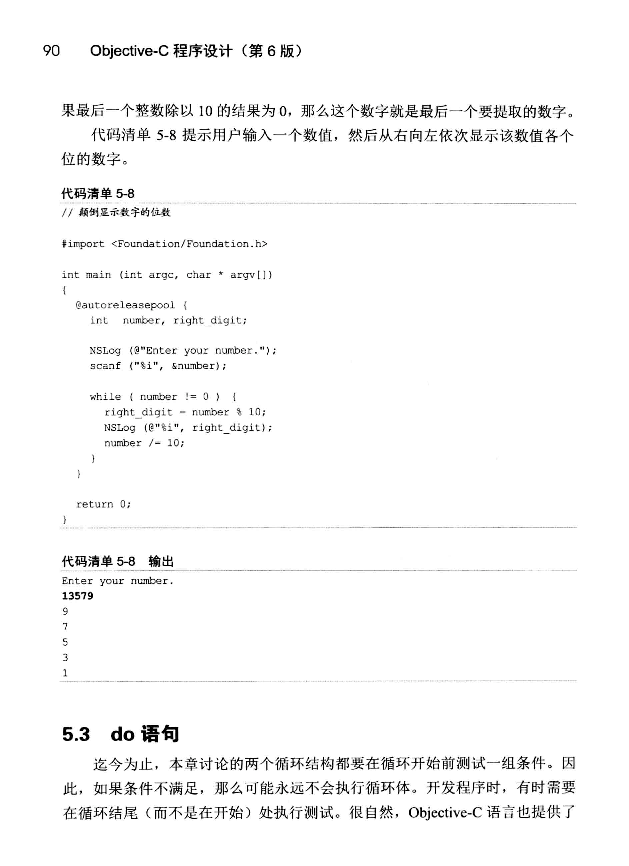 90 Objective-C 程序设计（第 6 版）
果最后一个整数除以 10 的结果为 0，那么这个数字就是最后一个要提取的数字。
代码清单 5-8 提示用户输入一个数值，然后从右向左依次显示该数值各个
位的数字。
代码清单 5-8
// 颠倒显示数字的位数
#import <Foundation/Foundation.h>
int main (int argc, char * argv[])
{
@autoreleasepool {
int number, right_digit;
NSLog (@"Enter your number.");
scanf ("%i", &number);
while ( number != 0 ) {
right_digit = number % 10;
NSLog (@"%i", right_digit);
number /= 10;
}
}
return 0;
}
代码清单 5-8 输出
Enter your number.
13579
9
7
5
3
1
5.3 do 语句
迄今为止，本章讨论的两个循环结构都要在循环开始前测试一组条件。因
此，如果条件不满足，那么可能永远不会执行循环体。开发程序时，有时需要
在循环结尾（而不是在开始）处执行测试。很自然，Objective-C 语言也提供了